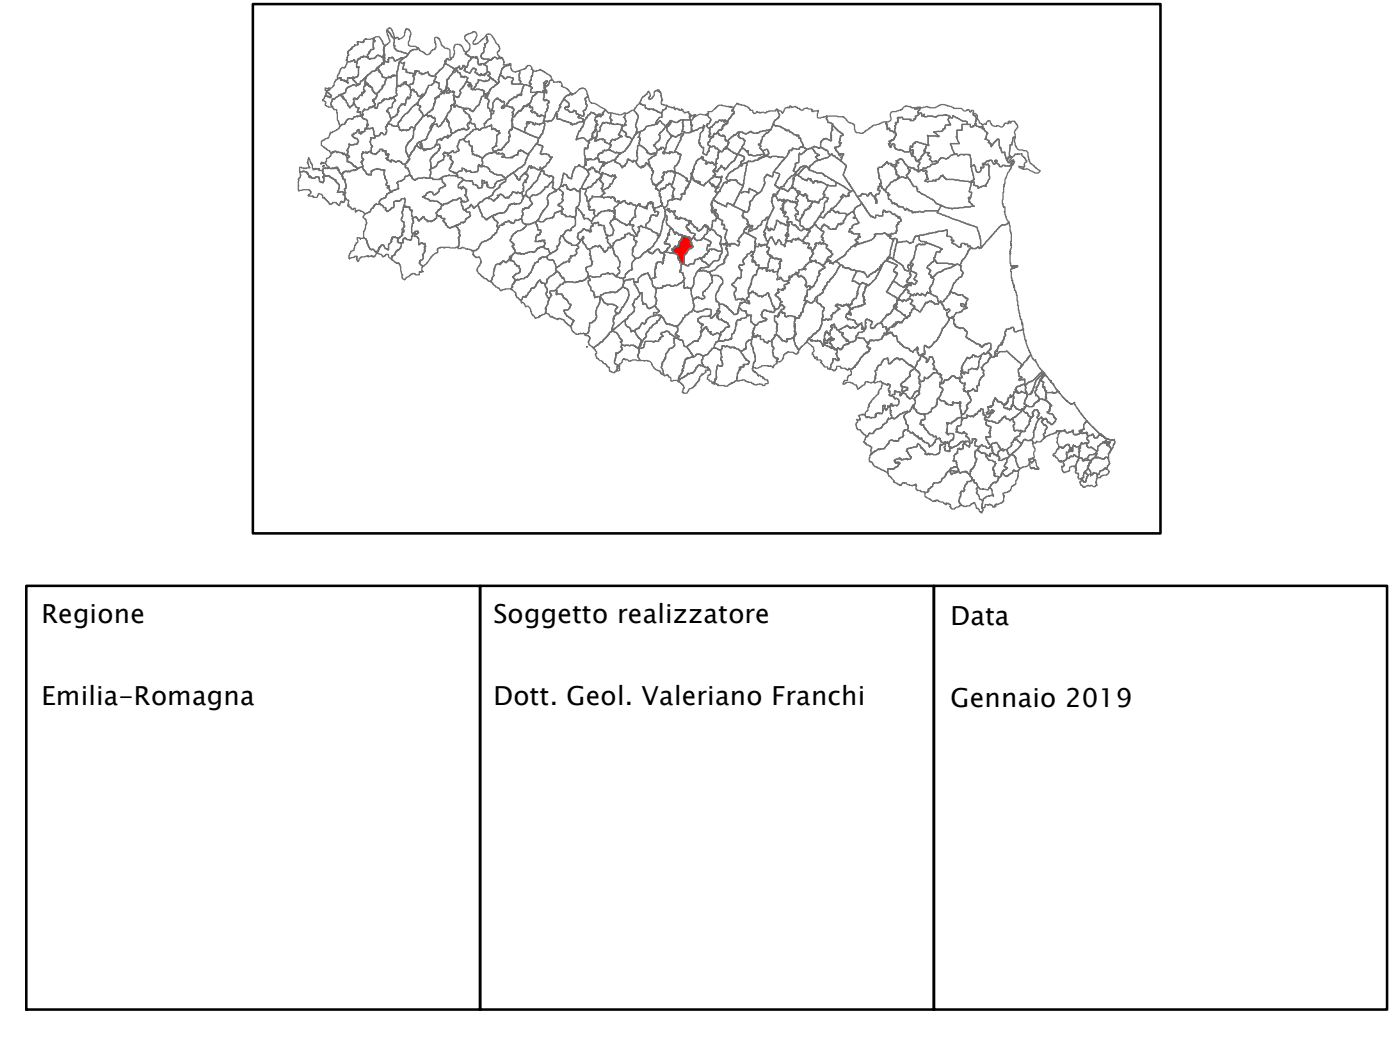 Regione
Emilia-Romagna
Soggetto realizzatore
Dott. Geol. Valeriano Franchi
Data
Gennaio 2019